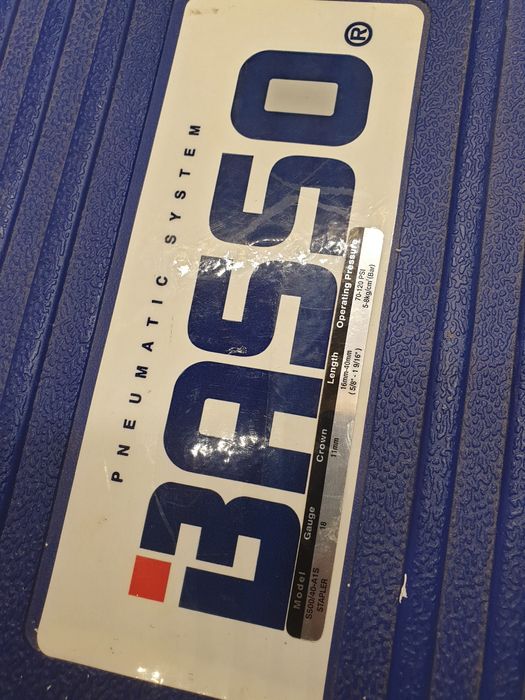 BASSO®
PNEUMATIC SYSTEM
Model Gauge Crown Length Operating Pressure
S500/40-A1S 18 11mm 16mm-40mm 70-120 PSI
STAPLER (5/8" - 1 9/16") 5-8kg/cm²(Bar)